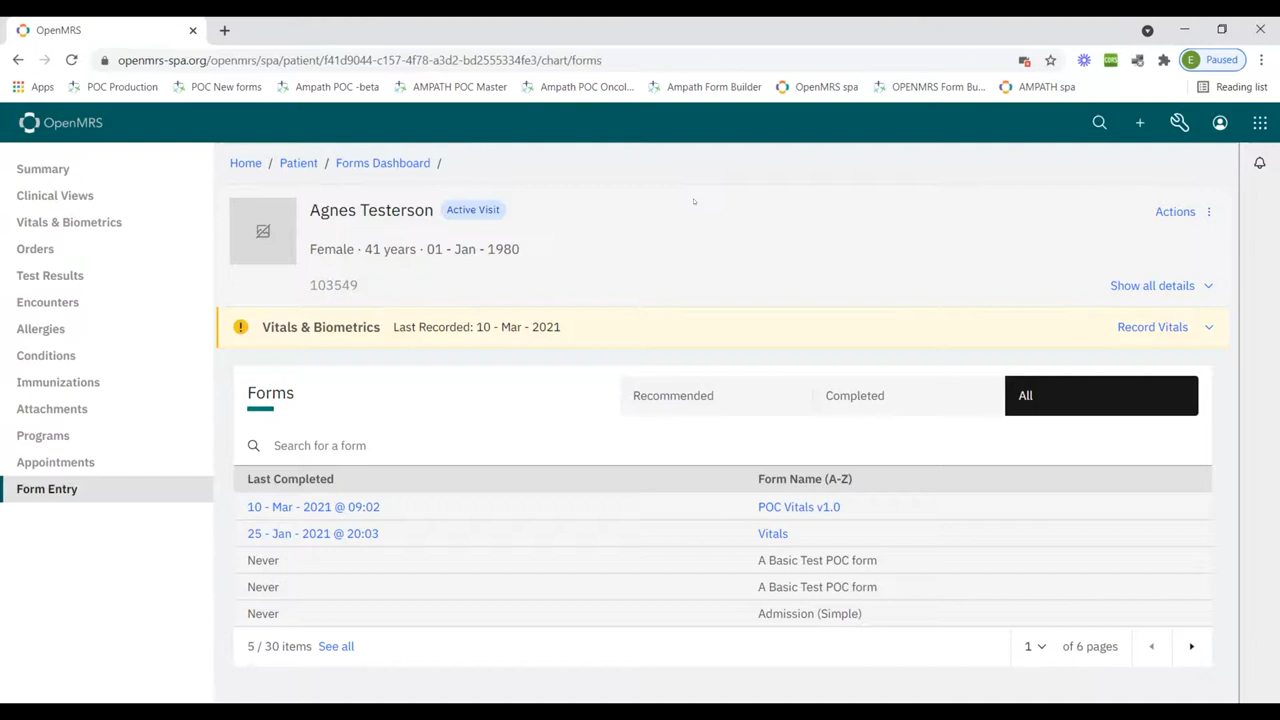 OpenMRS
openmrs-spa.org/openmrs/spa/patient/f41d9044-c157-4f78-a3d2-bd2555334fe3/chart/forms
E Paused
Apps POC Production POC New forms Ampath POC -beta AMPATH POC Master Ampath POC Oncol... Ampath Form Builder OpenMRS spa OPENMRS Form Bu... AMPATH spa Reading list
OpenMRS
Summary
Clinical Views
Vitals & Biometrics
Orders
Test Results
Encounters
Allergies
Conditions
Immunizations
Attachments
Programs
Appointments
Form Entry
Home / Patient / Forms Dashboard /
Agnes Testerson Active Visit
Actions
Female · 41 years · 01 - Jan - 1980
103549
Show all details
Vitals & Biometrics Last Recorded: 10 - Mar - 2021 Record Vitals
Forms Recommended Completed All
Search for a form
Last Completed Form Name (A-Z)
10 - Mar - 2021 @ 09:02 POC Vitals v1.0
25 - Jan - 2021 @ 20:03 Vitals
Never A Basic Test POC form
Never A Basic Test POC form
Never Admission (Simple)
5 / 30 items See all 1 of 6 pages